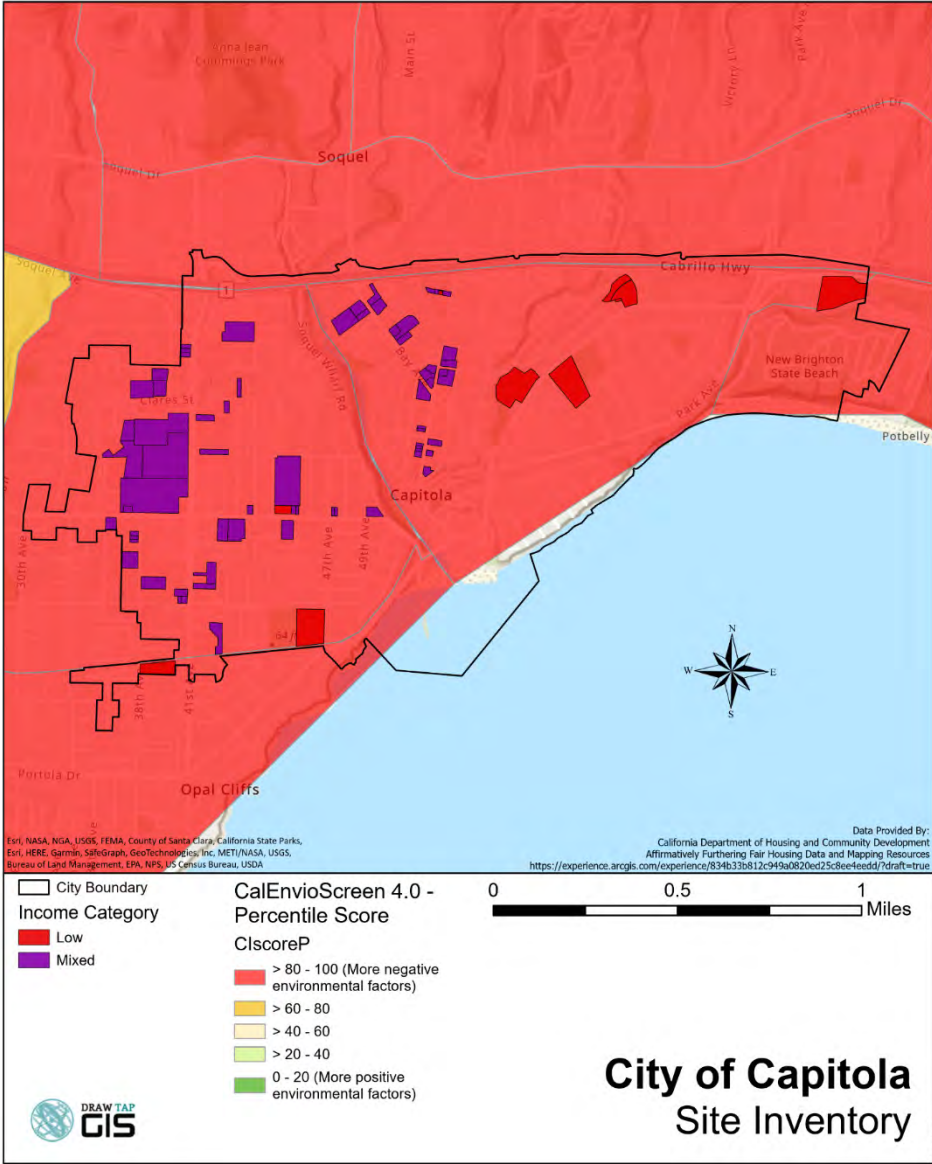 Anna Jean
Cummings Park
Main St
Victory Ln
Park Ave
Soquel Dr
Soquel
Soquel Dr
Soquel Ave
1
Cabrillo Hwy
Soquel Wharf Rd
Bay A
New Brighton
State Beach
Clares St
Park Ave
Potbelly
Capitola
30th Ave
47th Ave
49th Ave
64 f
38th Ave
41st
N
W
E
S
Portola Dr
Opal Cliffs
Esri, NASA, NGA, USGS, FEMA, County of Santa Clara, California State Parks,
Esri, HERE, Garmin, SafeGraph, GeoTechnologies, Inc, METI/NASA, USGS,
Bureau of Land Management, EPA, NPS, US Census Bureau, USDA
Data Provided By:
California Department of Housing and Community Development
Affirmatively Furthering Fair Housing Data and Mapping Resources
https://experience.arcgis.com/experience/834b33b812c949a0820ed25c8ee4eedd/?draft=true
City Boundary
Income Category
Low
Mixed
CalEnvioScreen 4.0 -
Percentile Score
CIscoreP
> 80 - 100 (More negative
environmental factors)
> 60 - 80
> 40 - 60
> 20 - 40
0 - 20 (More positive
environmental factors)
0 0.5 1
Miles
DRAW TAP
GIS
City of Capitola
Site Inventory